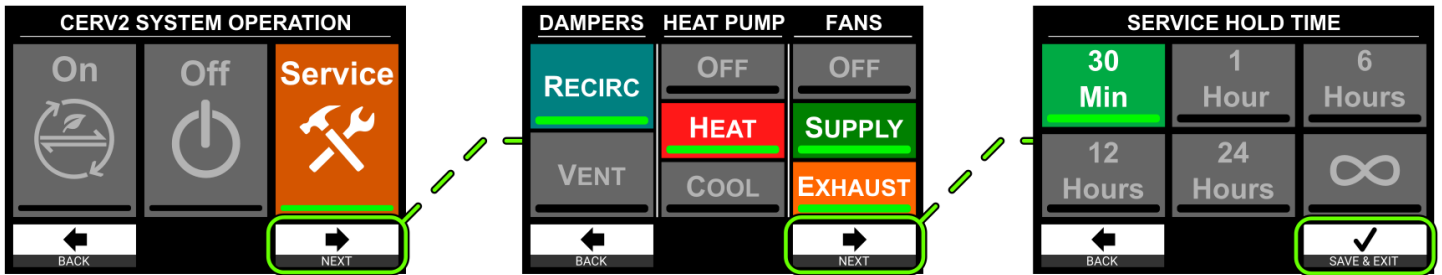 CERV2 SYSTEM OPERATION
On
Off
Service
BACK
NEXT
DAMPERS HEAT PUMP FANS
RECIRC
VENT
OFF
HEAT
COOL
OFF
SUPPLY
EXHAUST
BACK
NEXT
SERVICE HOLD TIME
30
Min
1
Hour
6
Hours
12
Hours
24
Hours
∞
BACK
SAVE & EXIT